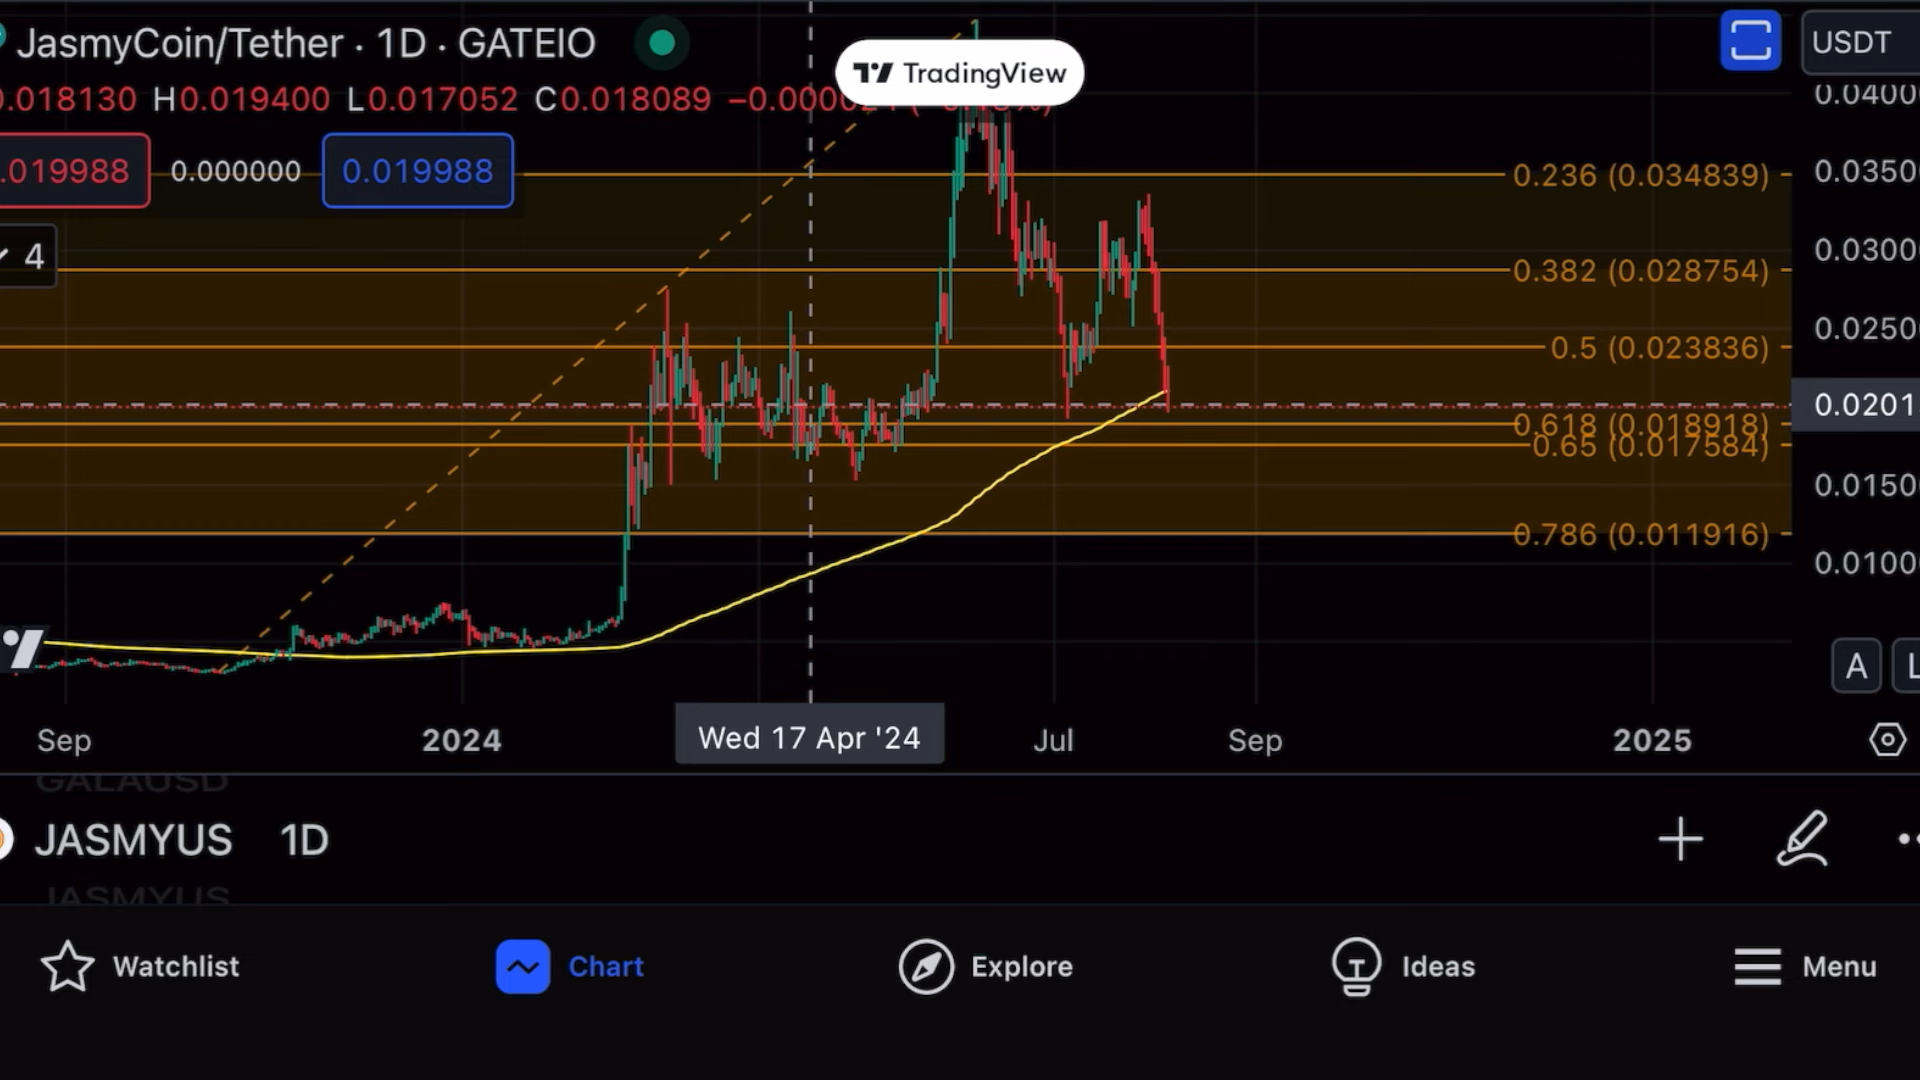 JasmyCoin/Tether · 1D · GATEIO
TradingView
USDT
0.018130 H0.019400 L0.017052 C0.018089
0.0400
.019988 0.000000 0.019988
0.236 (0.034839)
0.0350
4
0.0300
0.382 (0.028754)
0.0250
0.5 (0.023836)
0.0201
0.618 (0.018918)
0.65 (0.017584)
0.0150
0.786 (0.011916)
0.0100
A L
Sep 2024 Wed 17 Apr '24 Jul Sep 2025
GALAUSD
JASMYUS 1D
JASMYUS
Watchlist Chart Explore Ideas Menu